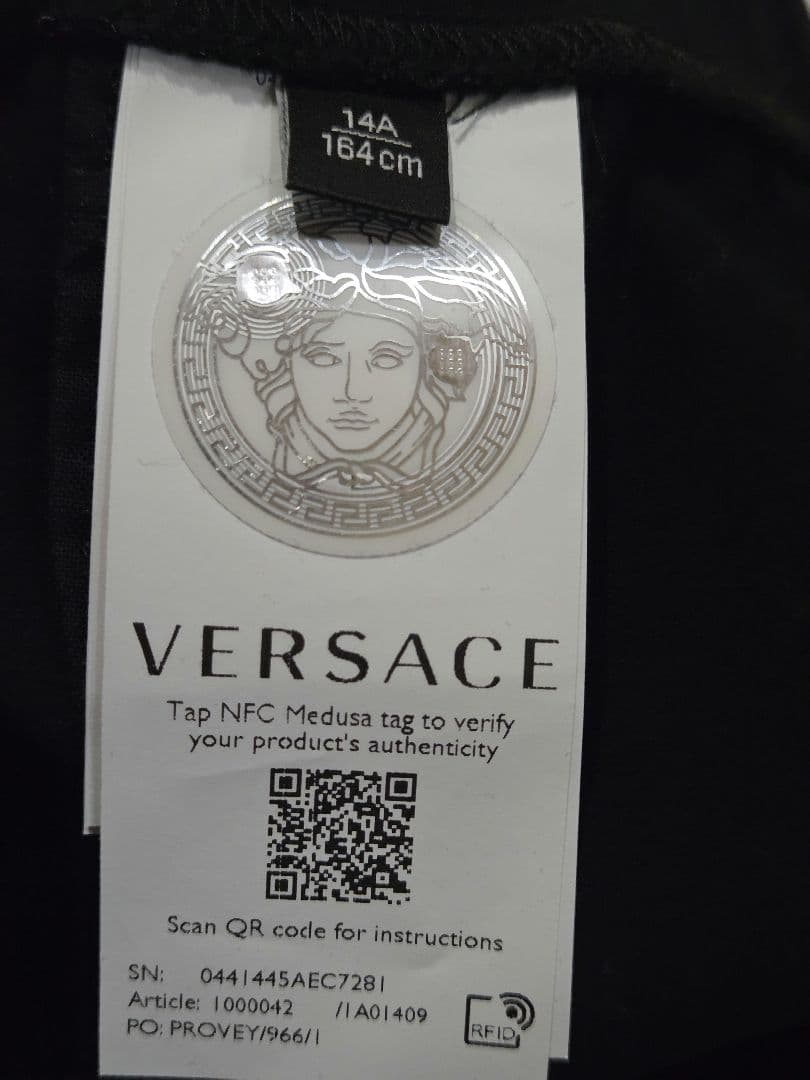 14A
164cm
VERSACE
Tap NFC Medusa tag to verify
your product's authenticity
Scan QR code for instructions
SN: 0441445AEC7281
Article: 1000042 /1A01409
PO: PROVEY/966/1
RFID